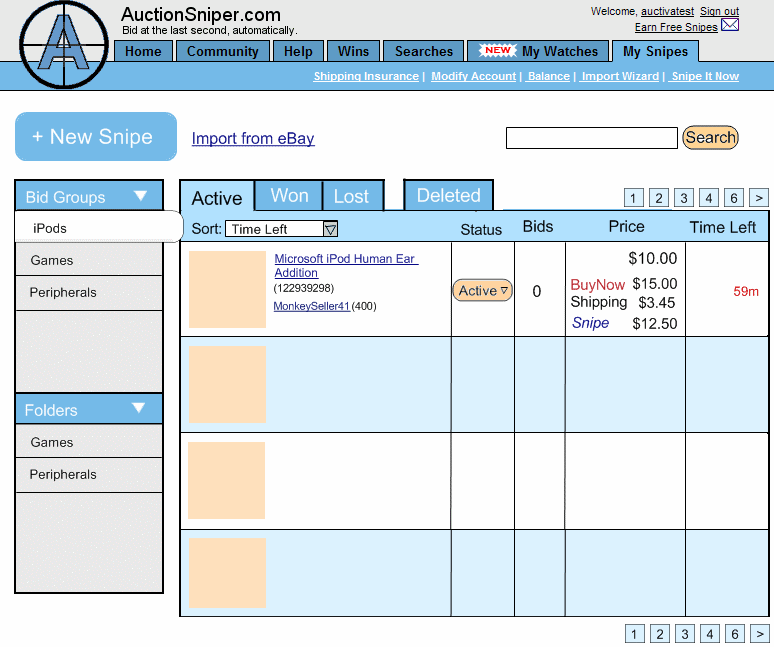 AuctionSniper.com
Bid at the last second, automatically.
Welcome, auctivatest Sign out
Earn Free Snipes
Home Community Help Wins Searches NEW My Watches My Snipes
Shipping Insurance | Modify Account | Balance | Import Wizard | Snipe It Now
+ New Snipe Import from eBay Search
Bid Groups
iPods
Games
Peripherals
Folders
Games
Peripherals
Active Won Lost Deleted 1 2 3 4 6 >
Sort: Time Left Status Bids Price Time Left
Microsoft iPod Human Ear
Addition
(122939298)
MonkeySeller41(400)
Active 0
$10.00
BuyNow $15.00
Shipping $3.45
Snipe $12.50
59m
1 2 3 4 6 >